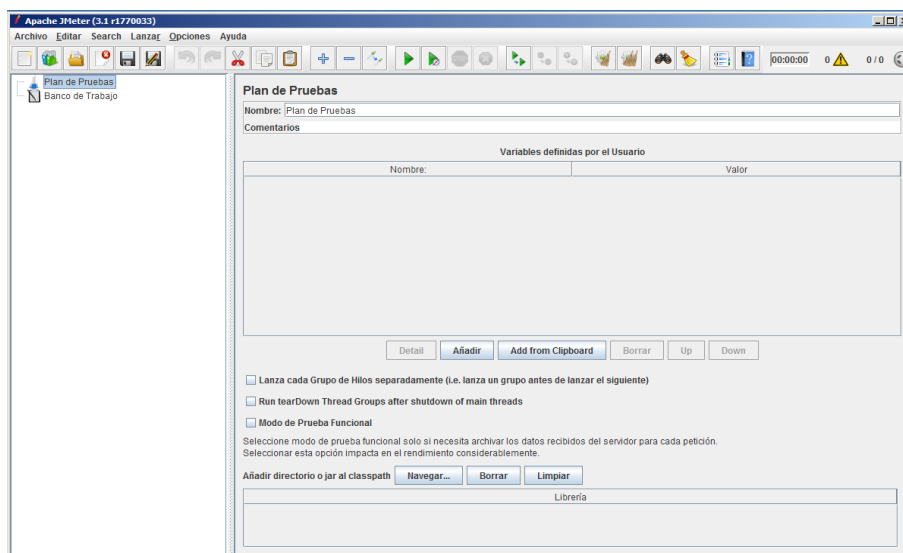 Apache JMeter (3.1 r1770033)
Archivo Editar Search Lanzar Opciones Ayuda
00:00:00 0 0 / 0
Plan de Pruebas
Banco de Trabajo
Plan de Pruebas
Nombre: Plan de Pruebas
Comentarios
Variables definidas por el Usuario
Nombre: Valor
Detail Añadir Add from Clipboard Borrar Up Down
Lanza cada Grupo de Hilos separadamente (i.e. lanza un grupo antes de lanzar el siguiente)
Run tearDown Thread Groups after shutdown of main threads
Modo de Prueba Funcional
Seleccione modo de prueba funcional solo si necesita archivar los datos recibidos del servidor para cada petición.
Seleccionar esta opción impacta en el rendimiento considerablemente.
Añadir directorio o jar al classpath Navegar... Borrar Limpiar
Librería